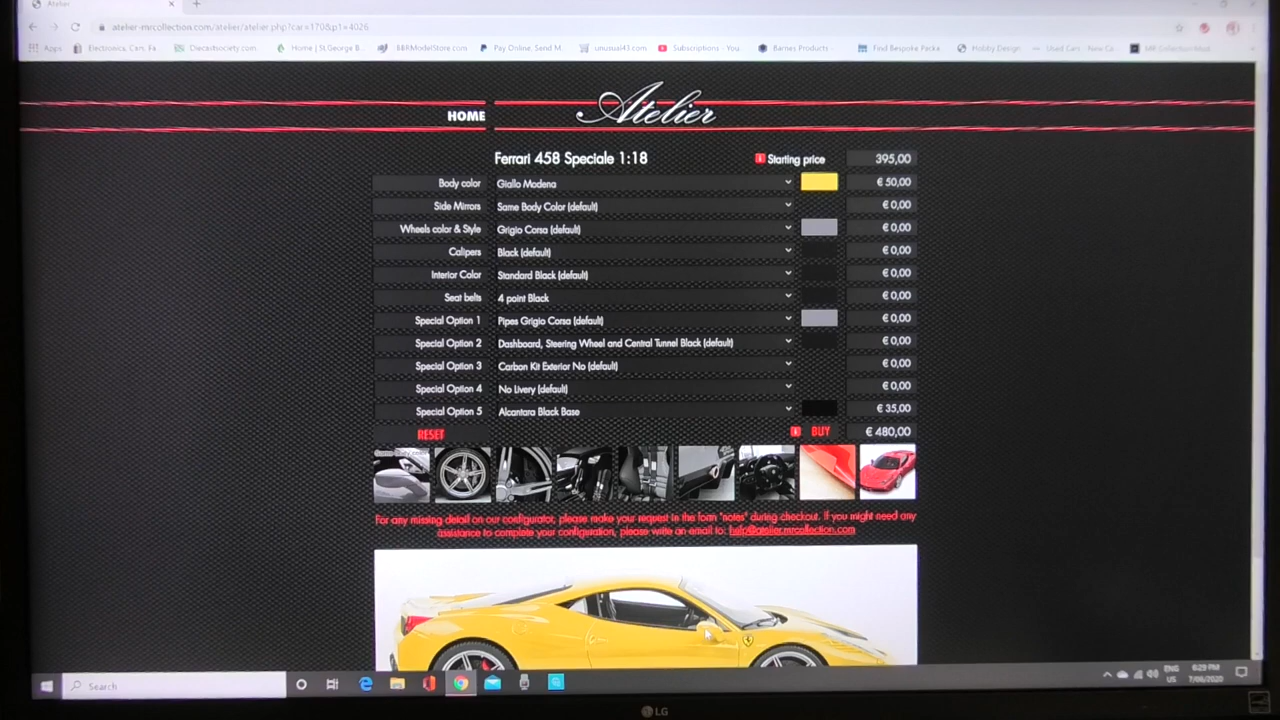 Atelier
atelier-mrcollection.com/atelier/atelier.php?car=170&p1=4026
Apps Electronics, Cars, Fa Diecastsociety.com Home | St.George B... BBRModelStore.com Pay Online, Send M... unusual43.com Subscriptions - You... Barnes Products - Find Bespoke Packa Hobby Design Used Cars, New Ca...
HOME Atelier
Ferrari 458 Speciale 1:18 Starting price 395,00
Body color Giallo Modena € 50,00
Side Mirrors Same Body Color (default) € 0,00
Wheels color & Style Grigio Corsa (default) € 0,00
Calipers Black (default) € 0,00
Interior Color Standard Black (default) € 0,00
Seat belts 4 point Black € 0,00
Special Option 1 Pipes Grigio Corsa (default) € 0,00
Special Option 2 Dashboard, Steering Wheel and Central Tunnel Black (default) € 0,00
Special Option 3 Carbon Kit Exterior No (default) € 0,00
Special Option 4 No Livery (default) € 0,00
Special Option 5 Alcantara Black Base € 35,00
RESET BUY € 480,00
For any missing detail on our configurator, please make your request in the form "notes" during checkout. If you might need any
assistance to complete your configuration, please write an email to: help@atelier.mrcollection.com
Search
ENG 6:29 PM
US 7/06/2020
LG